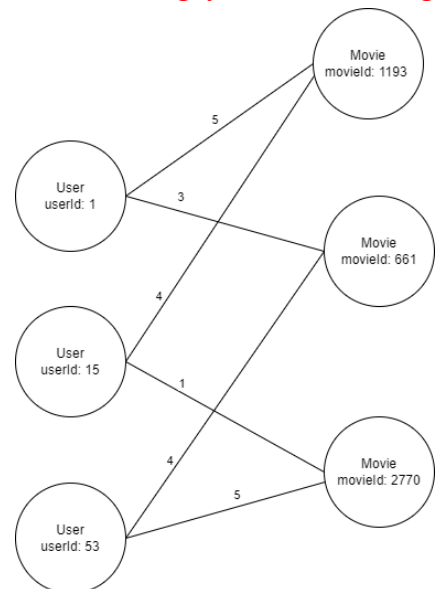 Movie
movieId: 1193
5
User
userId: 1
3
Movie
movieId: 661
4
User
userId: 15
1
Movie
movieId: 2770
4
5
User
userId: 53